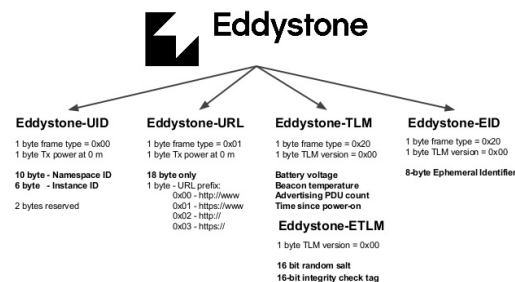 Eddystone
Eddystone-UID
1 byte frame type = 0x00
1 byte Tx power at 0 m
10 byte - Namespace ID
6 byte - Instance ID
2 bytes reserved
Eddystone-URL
1 byte frame type = 0x01
1 byte Tx power at 0 m
18 byte only
1 byte - URL prefix:
0x00 - http://www
0x01 - https://www
0x02 - http://
0x03 - https://
Eddystone-TLM
1 byte frame type = 0x20
1 byte TLM version = 0x00
Battery voltage
Beacon temperature
Advertising PDU count
Time since power-on
Eddystone-ETLM
1 byte TLM version = 0x00
16 bit random salt
16-bit integrity check tag
Eddystone-EID
1 byte frame type = 0x20
1 byte TLM version = 0x00
8-byte Ephemeral Identifier